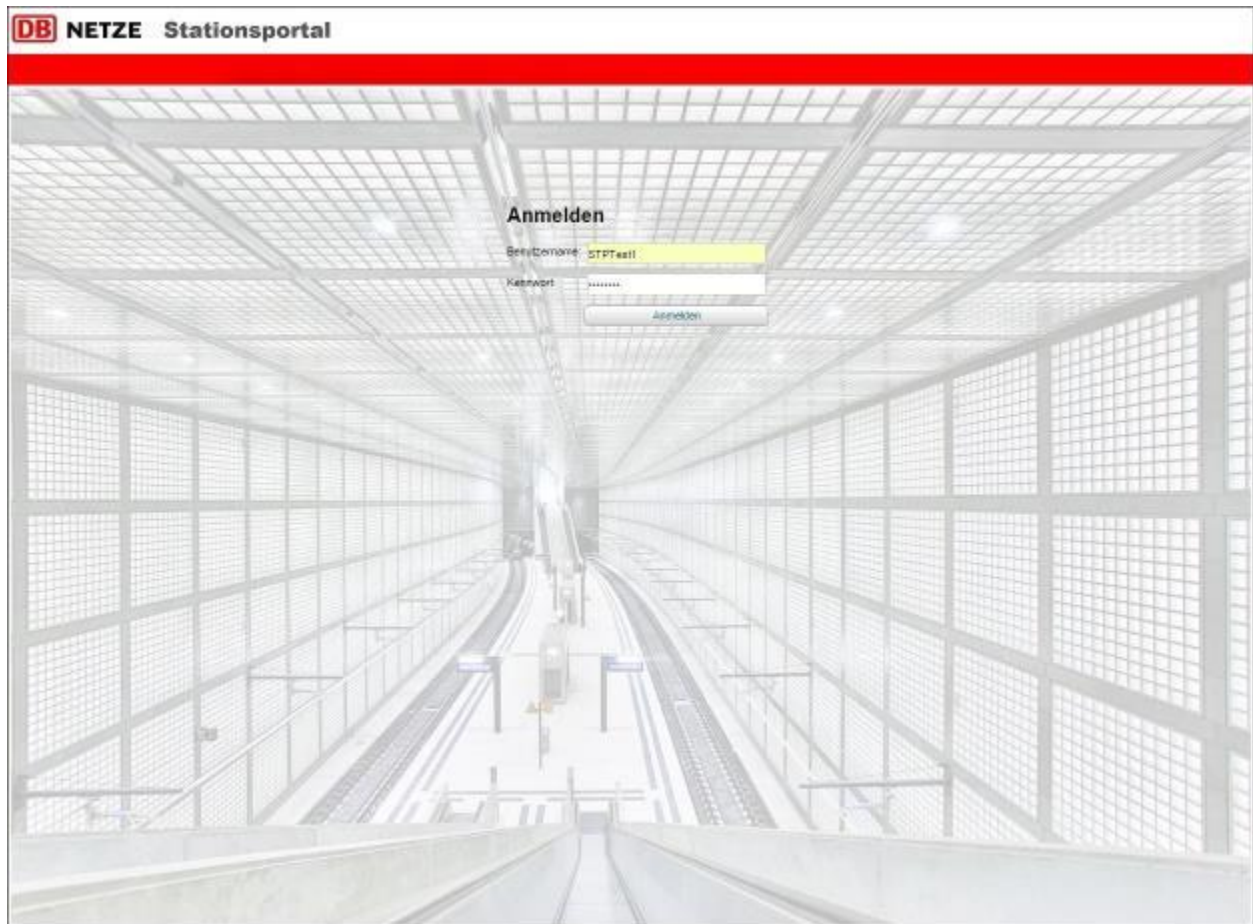 DB NETZE Stationsportal
Anmelden
Benutzername: STPTest1
Kennwort ••••••••
Anmelden